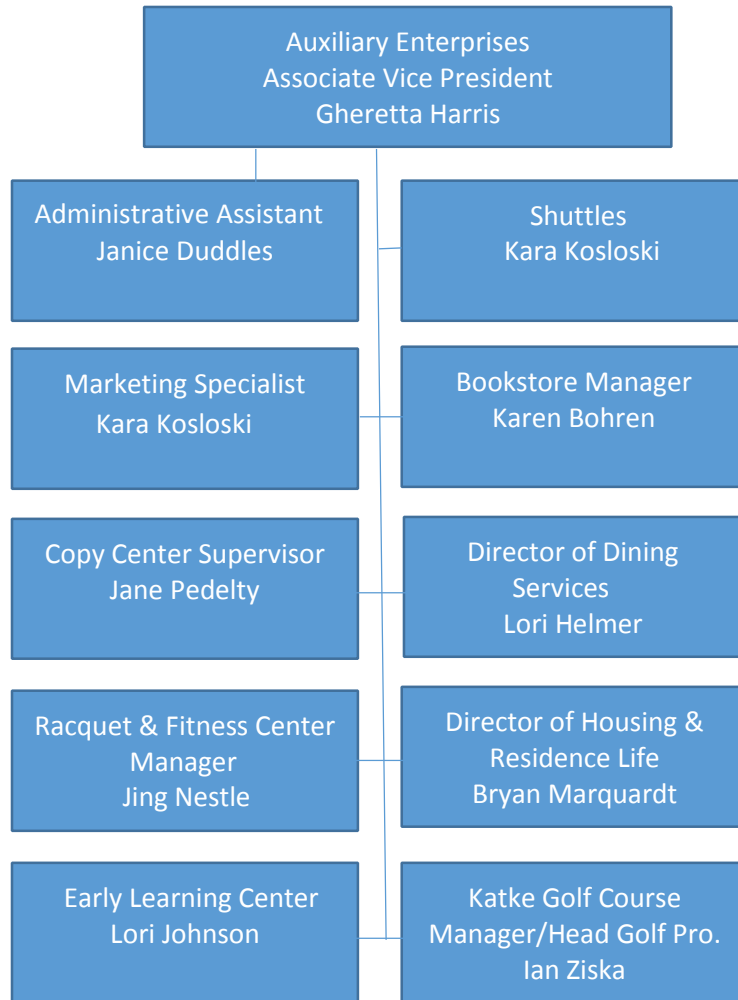 Auxiliary Enterprises
Associate Vice President
Gheretta Harris
Administrative Assistant
Janice Duddles
Shuttles
Kara Kosloski
Marketing Specialist
Kara Kosloski
Bookstore Manager
Karen Bohren
Copy Center Supervisor
Jane Pedelty
Director of Dining
Services
Lori Helmer
Racquet & Fitness Center
Manager
Jing Nestle
Director of Housing &
Residence Life
Bryan Marquardt
Early Learning Center
Lori Johnson
Katke Golf Course
Manager/Head Golf Pro.
Ian Ziska